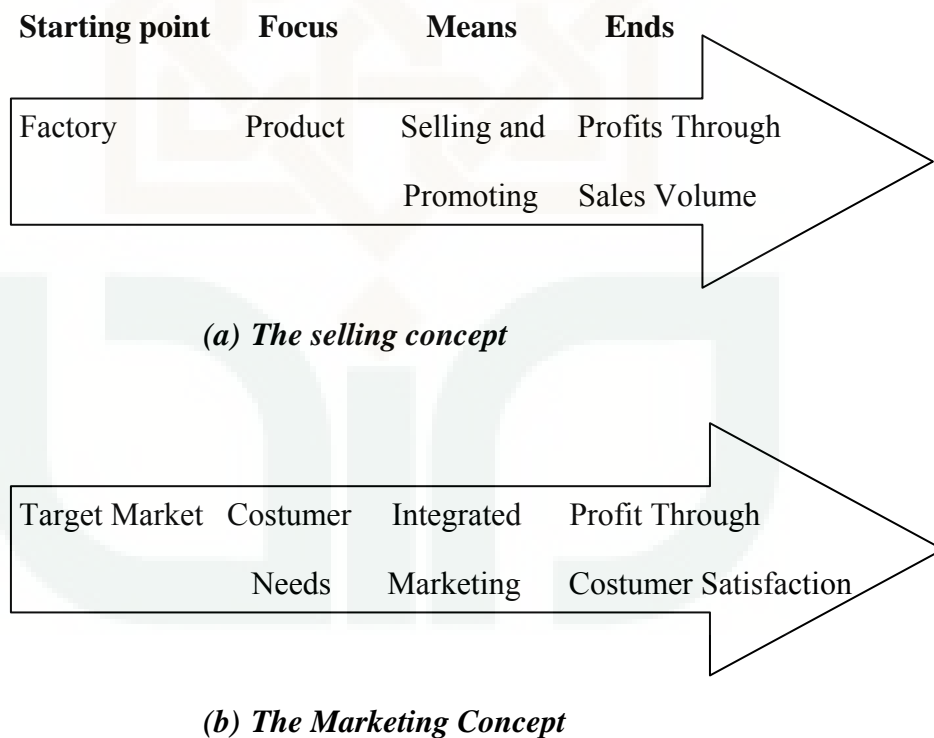 Starting point Focus Means Ends
Factory Product Selling and Profits Through
Promoting Sales Volume
(a) The selling concept
Target Market Costumer Integrated Profit Through
Needs Marketing Costumer Satisfaction
(b) The Marketing Concept